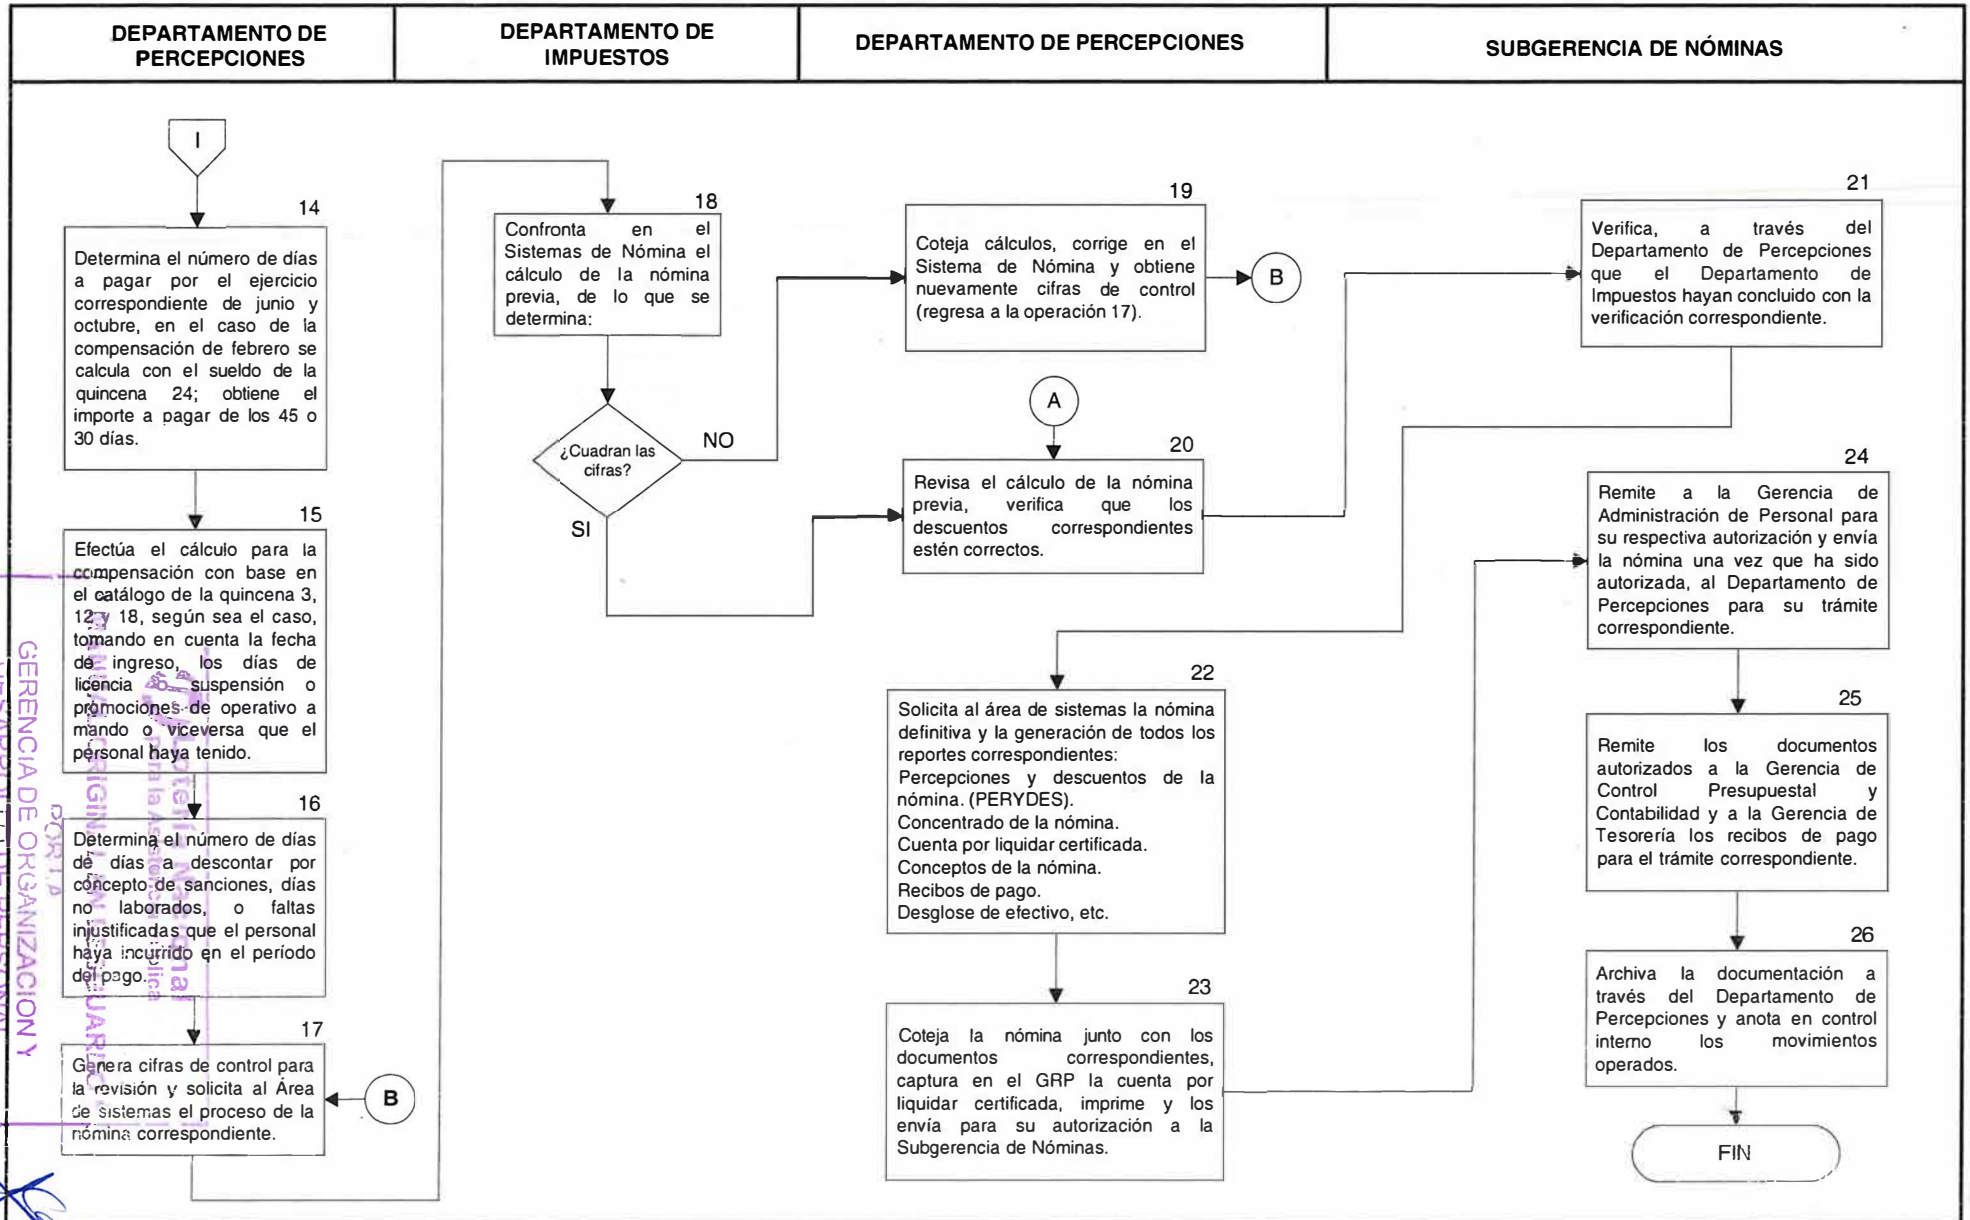 DEPARTAMENTO DE
PERCEPCIONES
DEPARTAMENTO DE
IMPUESTOS
DEPARTAMENTO DE PERCEPCIONES
SUBGERENCIA DE NÓMINAS
I
14
Determina el número de días
a pagar por el ejercicio
correspondiente de junio y
octubre, en el caso de la
compensación de febrero se
calcula con el sueldo de la
quincena 24; obtiene el
importe a pagar de los 45 o
30 días.
15
Efectúa el cálculo para la
compensación con base en
el catálogo de la quincena 3,
12 y 18, según sea el caso,
tomando en cuenta la fecha
de ingreso, los días de
licencia o suspensión o
promociones de operativo a
mando o viceversa que el
personal haya tenido.
16
Determina el número de días
de días a descontar por
concepto de sanciones, días
no laborados, o faltas
injustificadas que el personal
haya incurrido en el período
del pago.
17
Genera cifras de control para
la revisión y solicita al Área
de sistemas el proceso de la
nómina correspondiente.
B
18
Confronta en el
Sistemas de Nómina el
cálculo de la nómina
previa, de lo que se
determina:
¿Cuadran las
cifras?
NO
SI
19
Coteja cálculos, corrige en el
Sistema de Nómina y obtiene
nuevamente cifras de control
(regresa a la operación 17).
B
A
20
Revisa el cálculo de la nómina
previa, verifica que los
descuentos correspondientes
estén correctos.
21
Verifica, a través del
Departamento de Percepciones
que el Departamento de
Impuestos hayan concluido con la
verificación correspondiente.
22
Solicita al área de sistemas la nómina
definitiva y la generación de todos los
reportes correspondientes:
Percepciones y descuentos de la
nómina. (PERYDES).
Concentrado de la nómina.
Cuenta por liquidar certificada.
Conceptos de la nómina.
Recibos de pago.
Desglose de efectivo, etc.
23
Coteja la nómina junto con los
documentos correspondientes,
captura en el GRP la cuenta por
liquidar certificada, imprime y los
envía para su autorización a la
Subgerencia de Nóminas.
24
Remite a la Gerencia de
Administración de Personal para
su respectiva autorización y envía
la nómina una vez que ha sido
autorizada, al Departamento de
Percepciones para su trámite
correspondiente.
25
Remite los documentos
autorizados a la Gerencia de
Control Presupuestal y
Contabilidad y a la Gerencia de
Tesorería los recibos de pago
para el trámite correspondiente.
26
Archiva la documentación a
través del Departamento de
Percepciones y anota en control
interno los movimientos
operados.
FIN
Lotería Nacional
para la Asistencia Pública
GERENCIA DE ORGANIZACION Y